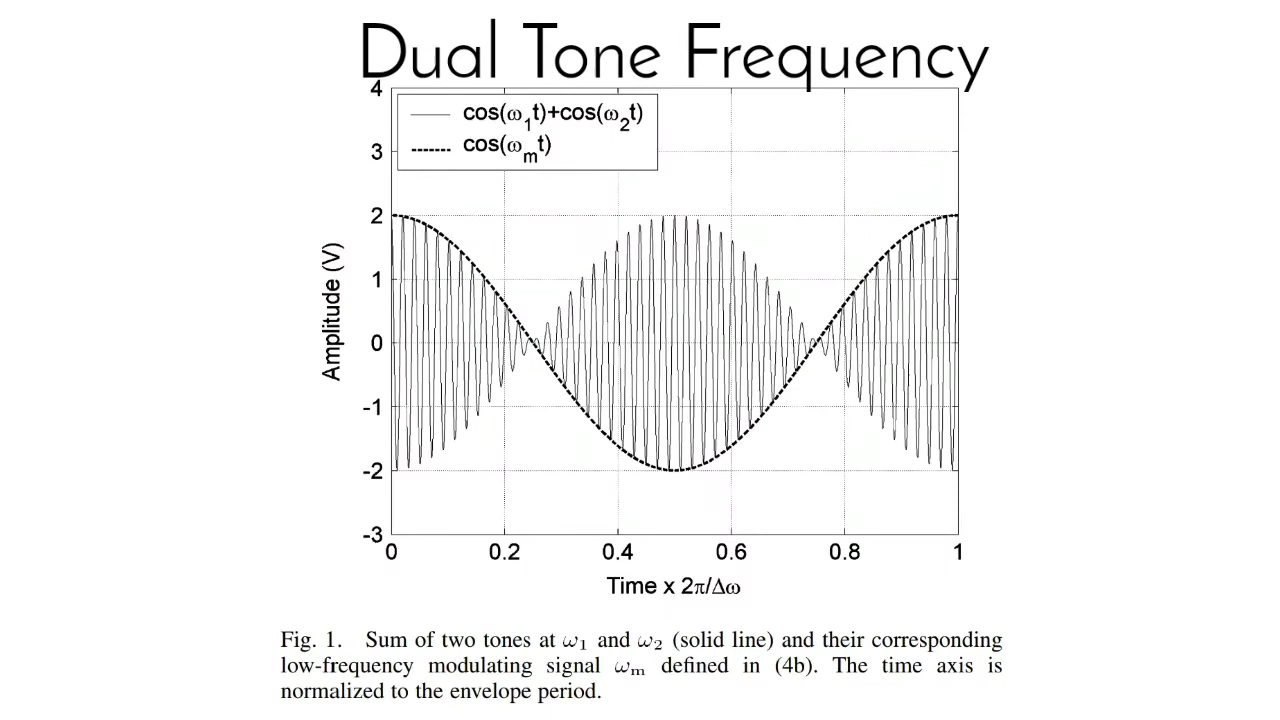 Dual Tone Frequency
4
cos(ω₁t)+cos(ω₂t)
cos(ωₘt)
3
2
1
0
-1
-2
-3
Amplitude (V)
0 0.2 0.4 0.6 0.8 1
Time x 2π/Δω
Fig. 1. Sum of two tones at ω₁ and ω₂ (solid line) and their corresponding
low-frequency modulating signal ωₘ defined in (4b). The time axis is
normalized to the envelope period.